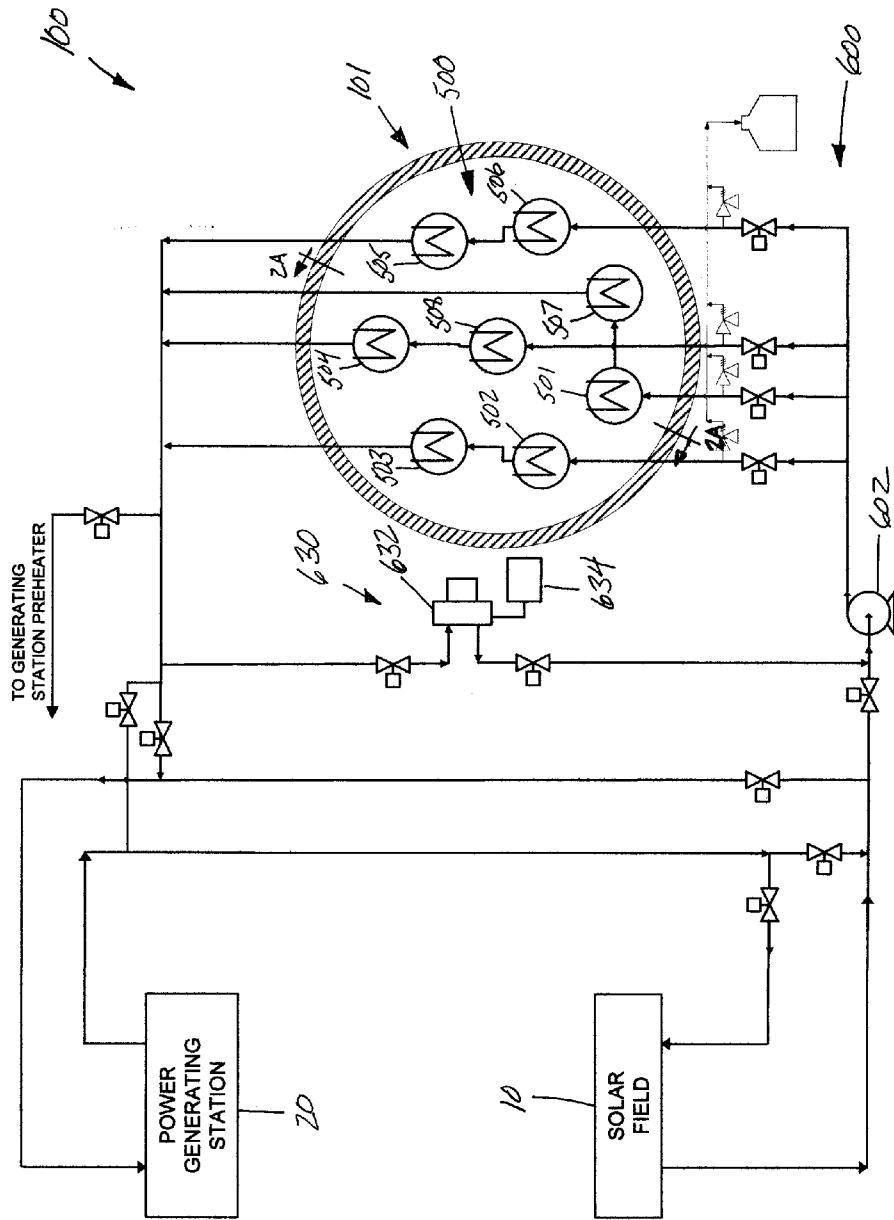 100
101
500
506
505
2A
507
508
504
501
502
503
2A
600
TO GENERATING
STATION PREHEATER
630
632
634
602
POWER
GENERATING
STATION
20
SOLAR
FIELD
10